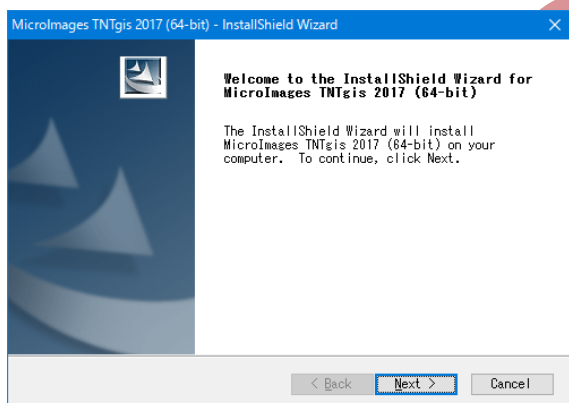 MicroImages TNTgis 2017 (64-bit) - InstallShield Wizard
Welcome to the InstallShield Wizard for
MicroImages TNTgis 2017 (64-bit)
The InstallShield Wizard will install
MicroImages TNTgis 2017 (64-bit) on your
computer.  To continue, click Next.
< Back
Next >
Cancel